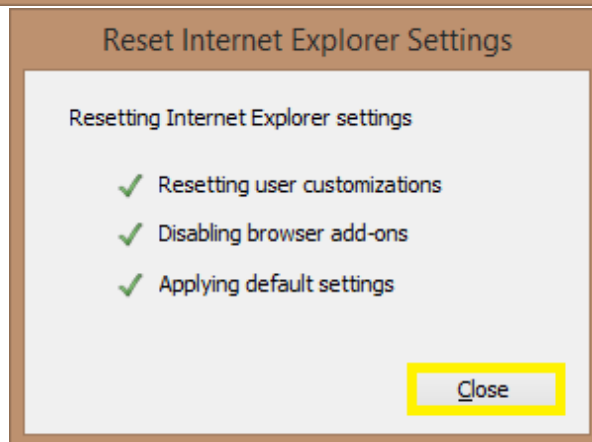 Reset Internet Explorer Settings
Resetting Internet Explorer settings
Resetting user customizations
Disabling browser add-ons
Applying default settings
Close